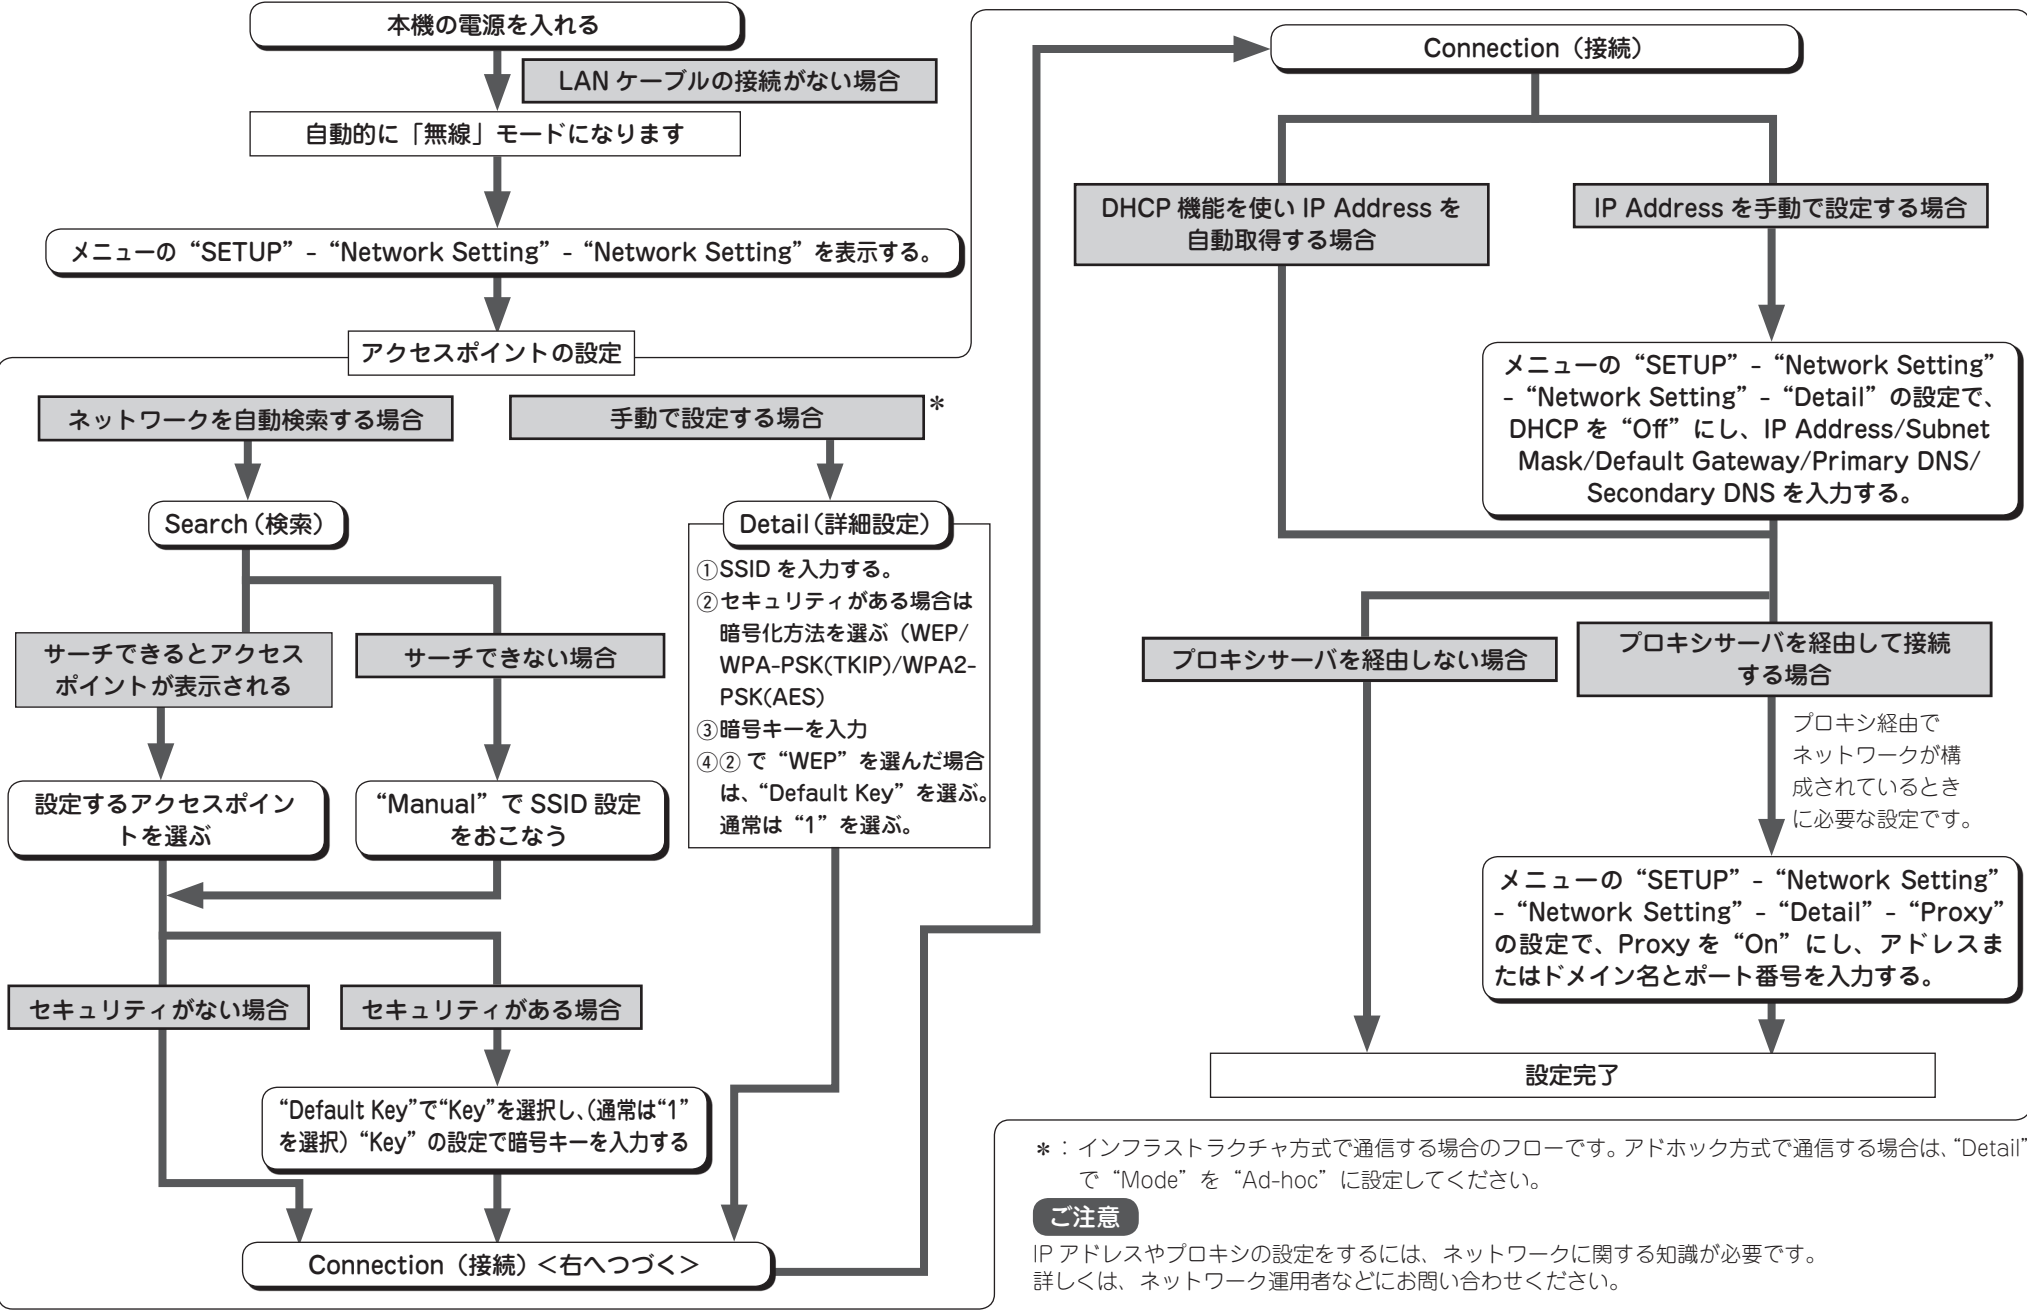 本機の電源を入れる
LAN ケーブルの接続がない場合
自動的に「無線」モードになります
メニューの“SETUP”-“Network Setting”-“Network Setting”を表示する。
アクセスポイントの設定
ネットワークを自動検索する場合
手動で設定する場合
*
Search（検索）
サーチできるとアクセス
ポイントが表示される
サーチできない場合
設定するアクセスポイン
トを選ぶ
“Manual”で SSID 設定
をおこなう
Detail（詳細設定）
①SSID を入力する。
②セキュリティがある場合は
暗号化方法を選ぶ（WEP/
WPA-PSK(TKIP)/WPA2-
PSK(AES)
③暗号キーを入力
④② で“WEP”を選んだ場合
は、“Default Key”を選ぶ。
通常は“1”を選ぶ。
セキュリティがない場合
セキュリティがある場合
“Default Key”で“Key”を選択し、（通常は“1”
を選択）“Key”の設定で暗号キーを入力する
Connection（接続）＜右へつづく＞
Connection（接続）
DHCP 機能を使い IP Address を
自動取得する場合
IP Address を手動で設定する場合
メニューの“SETUP”-“Network Setting”
-“Network Setting”-“Detail”の設定で、
DHCP を“Off”にし、IP Address/Subnet
Mask/Default Gateway/Primary DNS/
Secondary DNS を入力する。
プロキシサーバを経由しない場合
プロキシサーバを経由して接続
する場合
プロキシ経由で
ネットワークが構
成されているとき
に必要な設定です。
メニューの“SETUP”-“Network Setting”
-“Network Setting”-“Detail”-“Proxy”
の設定で、Proxy を“On”にし、アドレスま
たはドメイン名とポート番号を入力する。
設定完了
*：インフラストラクチャ方式で通信する場合のフローです。アドホック方式で通信する場合は、“Detail”
で“Mode”を“Ad-hoc”に設定してください。
ご注意
IP アドレスやプロキシの設定をするには、ネットワークに関する知識が必要です。
詳しくは、ネットワーク運用者などにお問い合わせください。